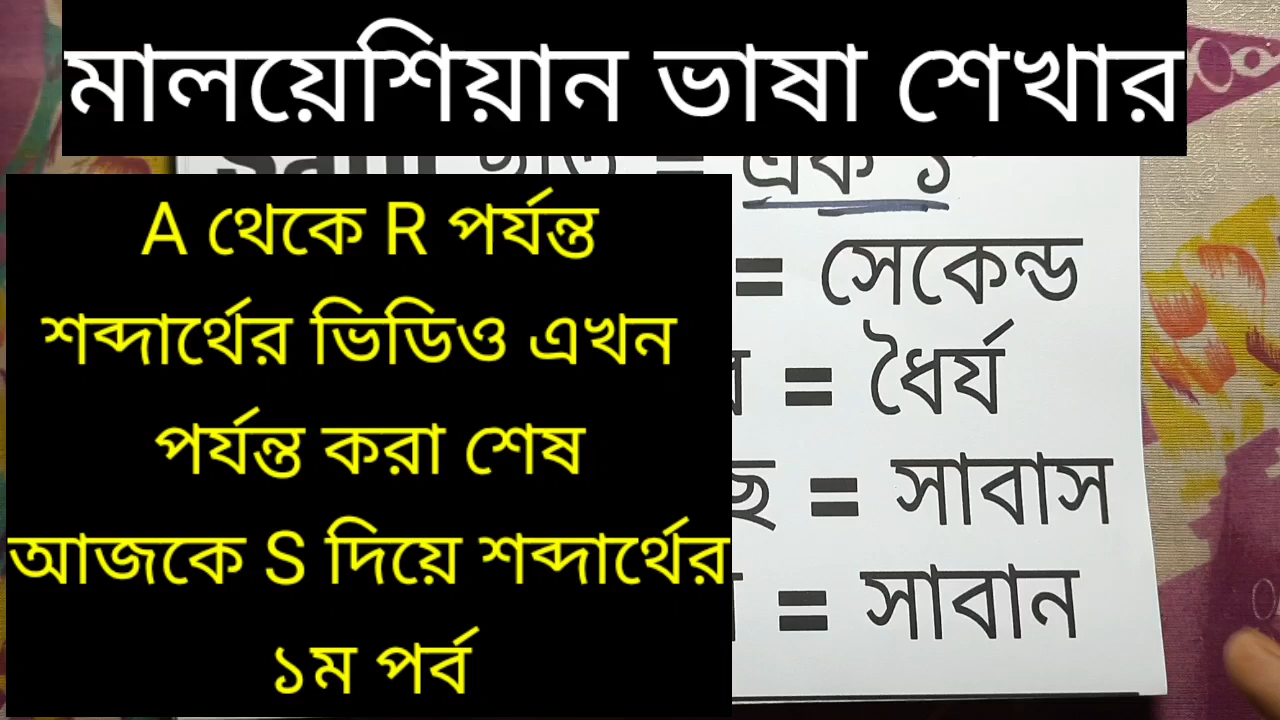 মালয়েশিয়ান ভাষা শেখার
= এক ১
A থেকে R পর্যন্ত
শব্দার্থের ভিডিও এখন
পর্যন্ত করা শেষ
আজকে S দিয়ে শব্দার্থের
১ম পর্ব
= সেকেন্ড
= ধৈর্য
= সাবাস
= সাবান